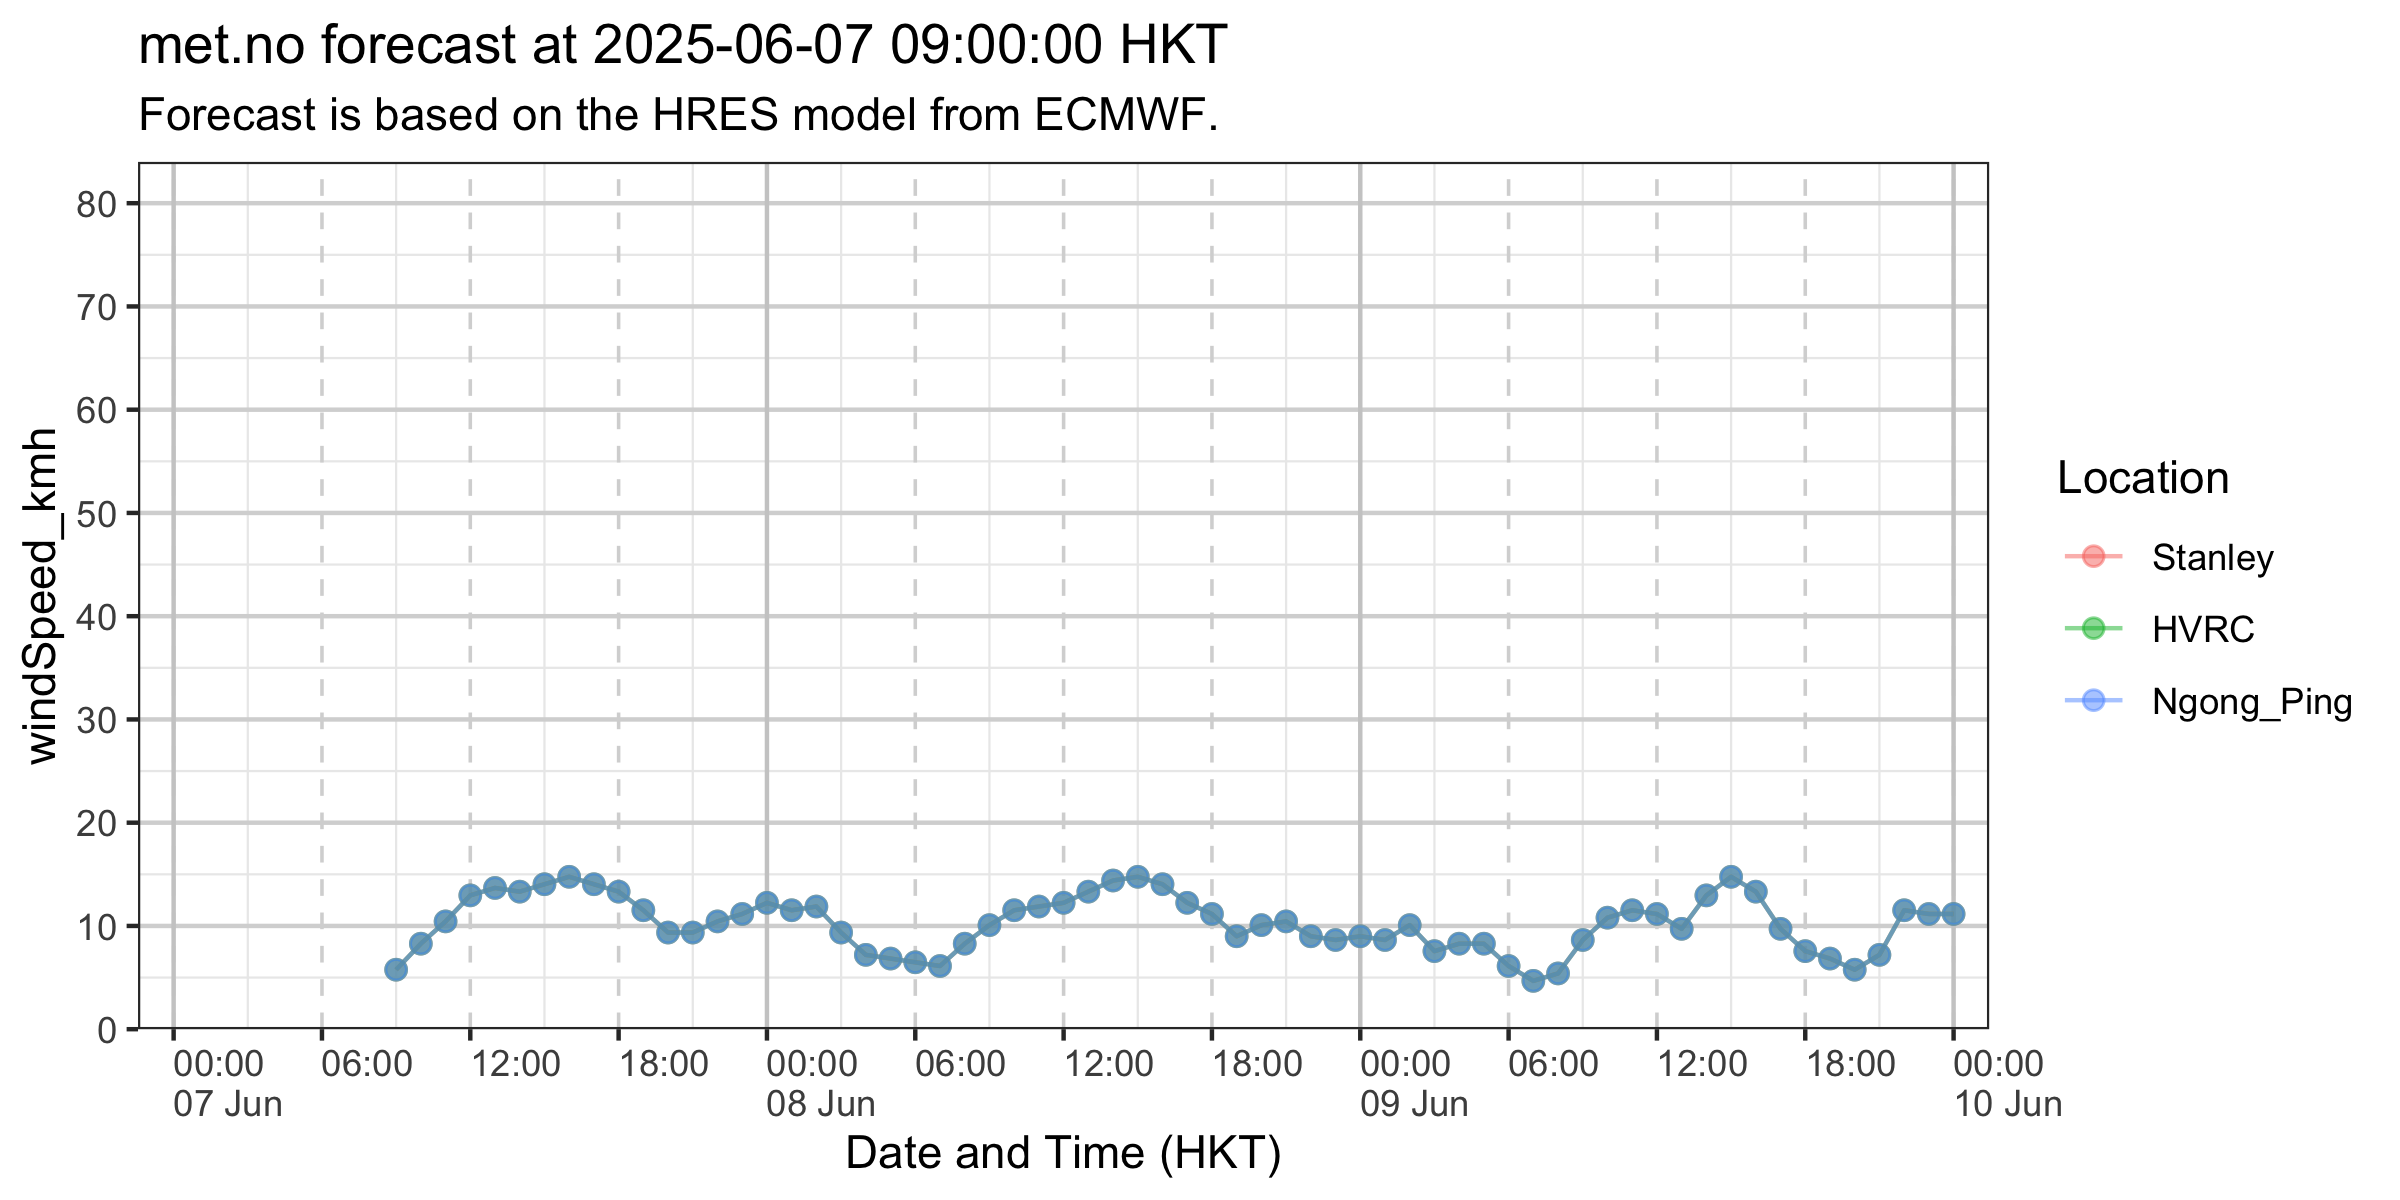 met.no forecast at 2025-06-07 09:00:00 HKT
Forecast is based on the HRES model from ECMWF.
windSpeed_kmh
80
70
60
50
40
30
20
10
0
00:00 06:00 12:00 18:00 00:00 06:00 12:00 18:00 00:00 06:00 12:00 18:00 00:00
07 Jun 08 Jun 09 Jun 10 Jun
Date and Time (HKT)
Location
Stanley
HVRC
Ngong_Ping